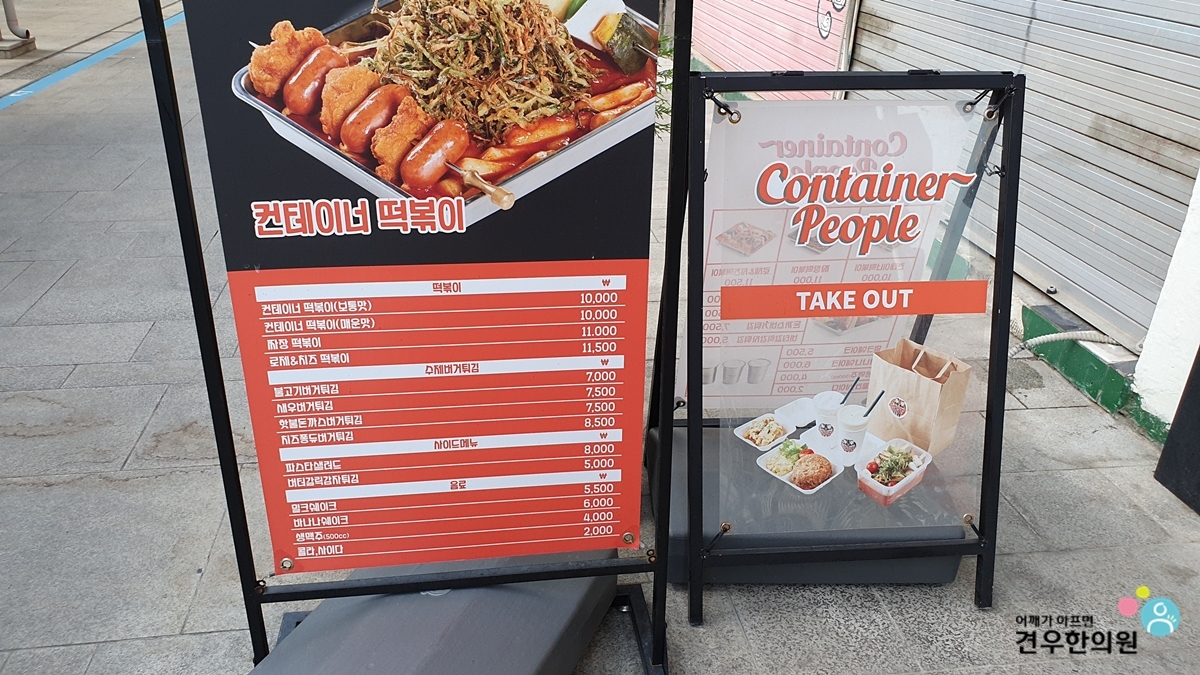 컨테이너 떡볶이
떡볶이 ₩
컨테이너 떡볶이(보통맛) 10,000
컨테이너 떡볶이(매운맛) 10,000
짜장 떡볶이 11.000
로제&치즈 떡볶이 11,500
수제버거튀김 ₩
불고기버거튀김 7,000
새우버거튀김 7,500
핫불돈까스버거튀김 7,500
치즈퐁듀버거튀김 8,500
사이드메뉴 ₩
파스타샐러드 8,000
버터갈릭감자튀김 5,000
음료 ₩
밀크쉐이크 5,500
바나나쉐이크 6,000
생맥주(500cc) 4,000
콜라,사이다 2,000
Container
People
TAKE OUT
어깨가 아프면
견우한의원